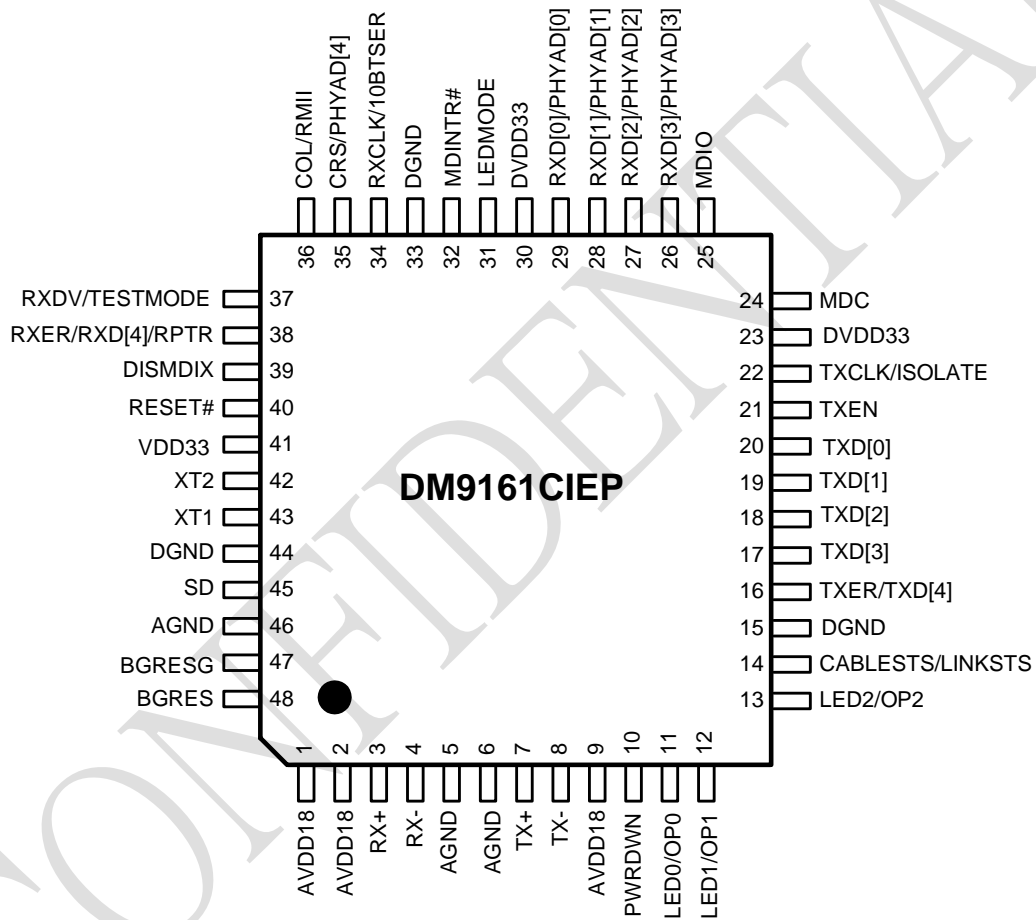 COL/RMII
CRS/PHYAD[4]
RXCLK/10BTSER
DGND
MDINTR#
LEDMODE
DVDD33
RXD[0]/PHYAD[0]
RXD[1]/PHYAD[1]
RXD[2]/PHYAD[2]
RXD[3]/PHYAD[3]
MDIO
36 35 34 33 32 31 30 29 28 27 26 25
RXDV/TESTMODE 37
RXER/RXD[4]/RPTR 38
DISMDIX 39
RESET# 40
VDD33 41
XT2 42
XT1 43
DGND 44
SD 45
AGND 46
BGRESG 47
BGRES 48
DM9161CIEP
24 MDC
23 DVDD33
22 TXCLK/ISOLATE
21 TXEN
20 TXD[0]
19 TXD[1]
18 TXD[2]
17 TXD[3]
16 TXER/TXD[4]
15 DGND
14 CABLESTS/LINKSTS
13 LED2/OP2
1 2 3 4 5 6 7 8 9 10 11 12
AVDD18
AVDD18
RX+
RX-
AGND
AGND
TX+
TX-
AVDD18
PWRDWN
LED0/OP0
LED1/OP1
CONFIDENTIA